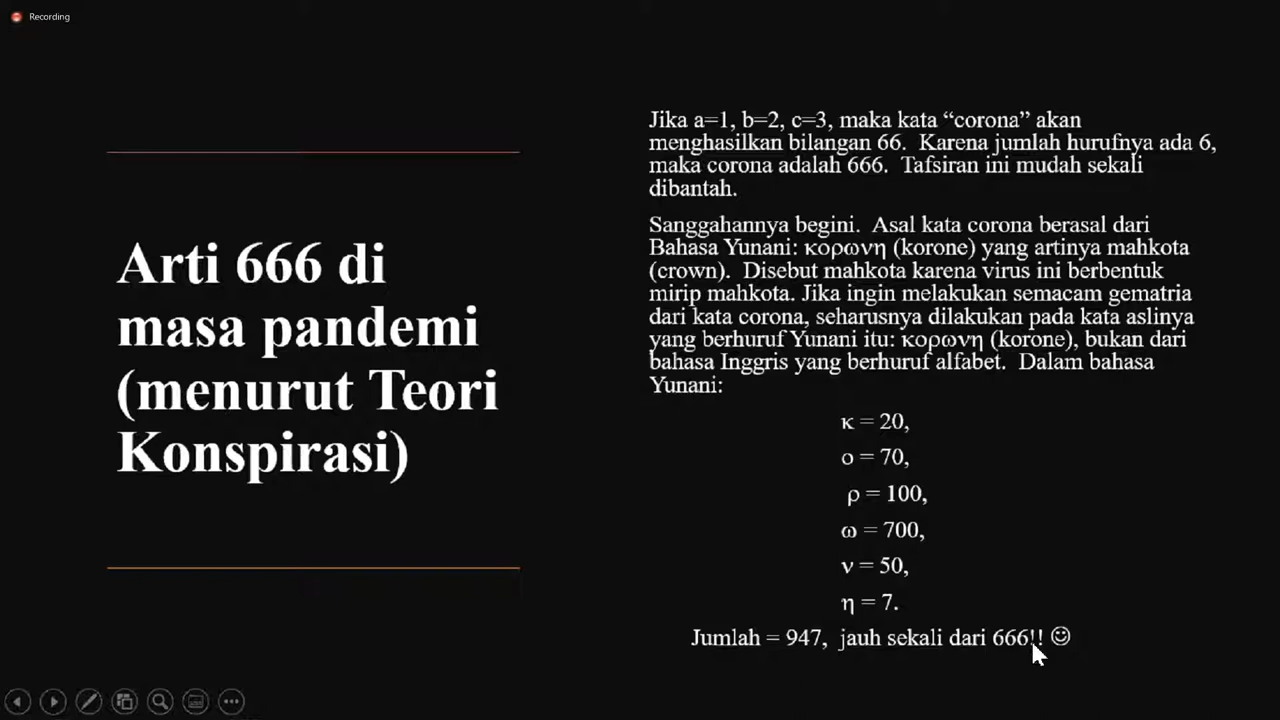 Recording
Arti 666 di
masa pandemi
(menurut Teori
Konspirasi)
Jika a=1, b=2, c=3, maka kata “corona” akan
menghasilkan bilangan 66.  Karena jumlah hurufnya ada 6,
maka corona adalah 666.  Tafsiran ini mudah sekali
dibantah.
Sanggahannya begini.  Asal kata corona berasal dari
Bahasa Yunani: κορωνη (korone) yang artinya mahkota
(crown).  Disebut mahkota karena virus ini berbentuk
mirip mahkota. Jika ingin melakukan semacam gematria
dari kata corona, seharusnya dilakukan pada kata aslinya
yang berhuruf Yunani itu: κορωνη (korone), bukan dari
bahasa Inggris yang berhuruf alfabet.  Dalam bahasa
Yunani:
κ = 20,
ο = 70,
ρ = 100,
ω = 700,
ν = 50,
η = 7.
Jumlah = 947,  jauh sekali dari 666!! ☺